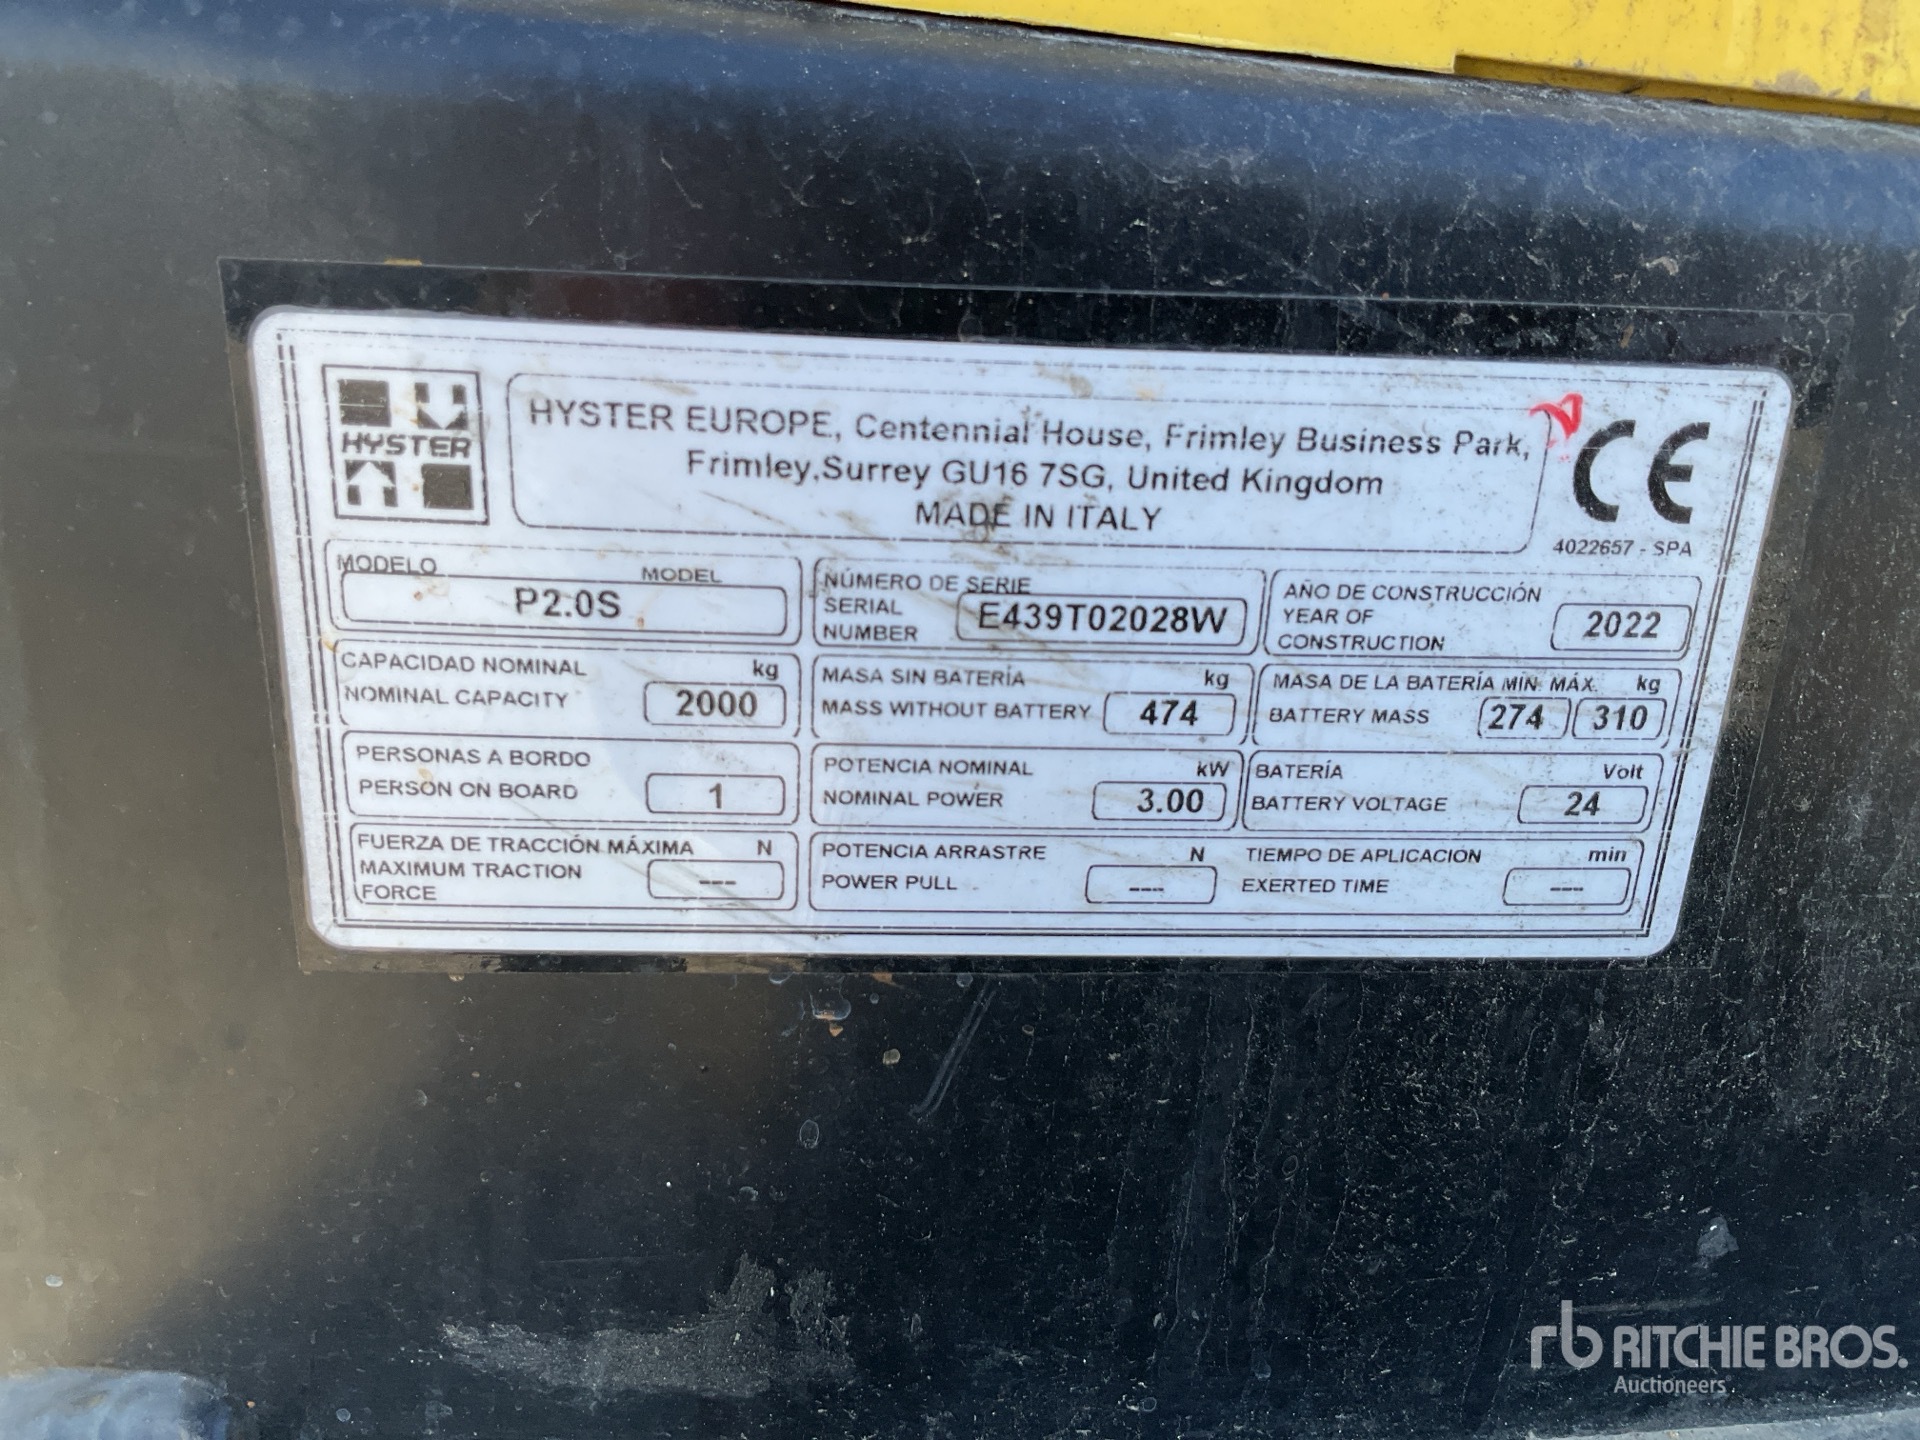 HYSTER
HYSTER EUROPE, Centennial House, Frimley Business Park,
Frimley,Surrey GU16 7SG, United Kingdom
MADE IN ITALY
CE
4022657 - SPA
MODELO MODEL
P2.0S
NÚMERO DE SERIE
SERIAL
NUMBER
E439T02028W
AÑO DE CONSTRUCCIÓN
YEAR OF
CONSTRUCTION
2022
CAPACIDAD NOMINAL kg
NOMINAL CAPACITY 2000
MASA SIN BATERÍA kg
MASS WITHOUT BATTERY 474
MASA DE LA BATERÍA MÍN. MÁX. kg
BATTERY MASS 274 310
PERSONAS A BORDO
PERSON ON BOARD 1
POTENCIA NOMINAL kW
NOMINAL POWER 3.00
BATERÍA Volt
BATTERY VOLTAGE 24
FUERZA DE TRACCIÓN MÁXIMA N
MAXIMUM TRACTION
FORCE
---
POTENCIA ARRASTRE N
POWER PULL ---
TIEMPO DE APLICACION min
EXERTED TIME ---
rb RITCHIE BROS.
Auctioneers